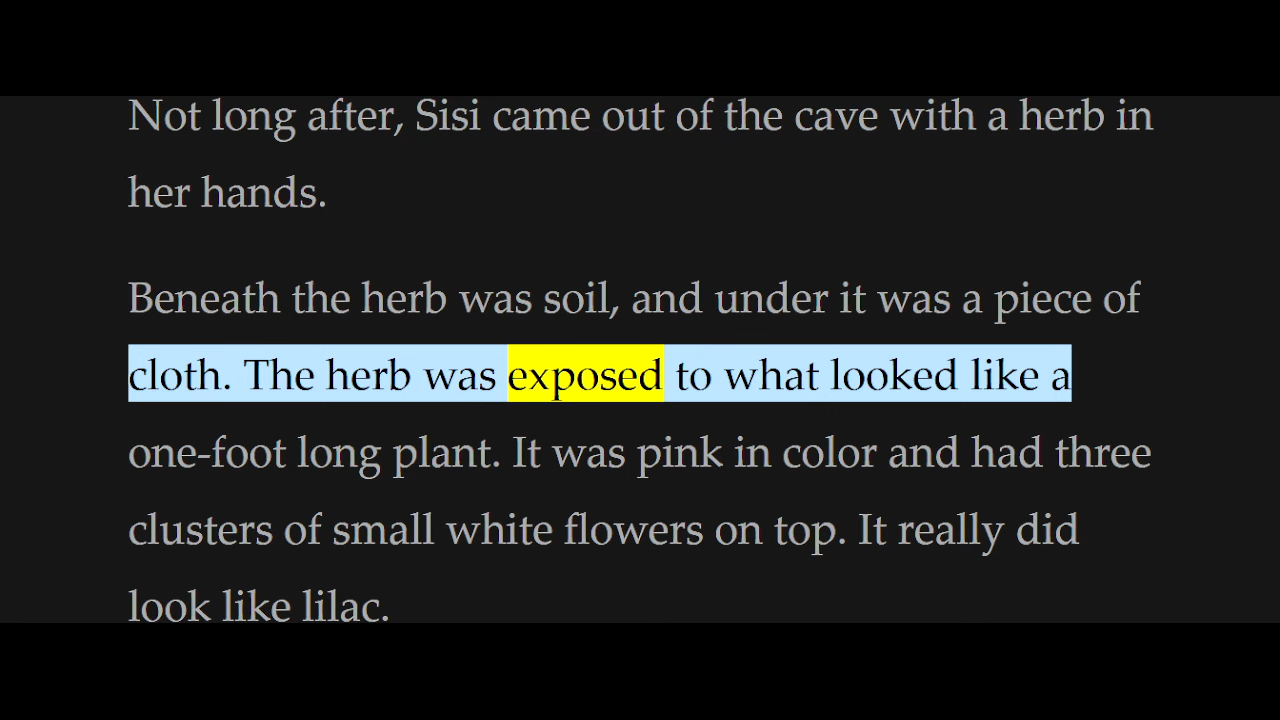 Not long after, Sisi came out of the cave with a herb in
her hands.
Beneath the herb was soil, and under it was a piece of
cloth. The herb was exposed to what looked like a
one-foot long plant. It was pink in color and had three
clusters of small white flowers on top. It really did
look like lilac.